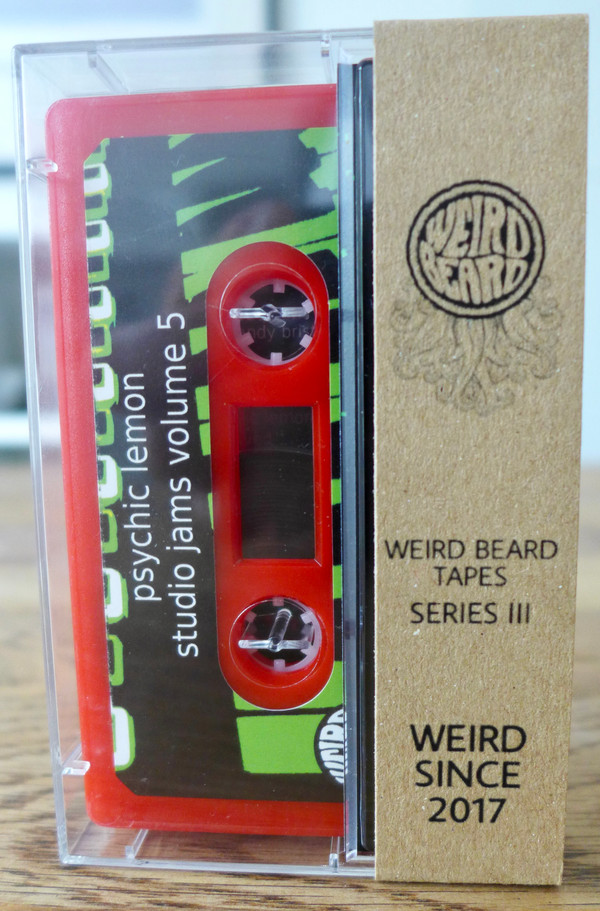 psychic lemon
studio jams volume 5
WEIRD
BEARD
WEIRD BEARD
TAPES
SERIES III
WEIRD
SINCE
2017